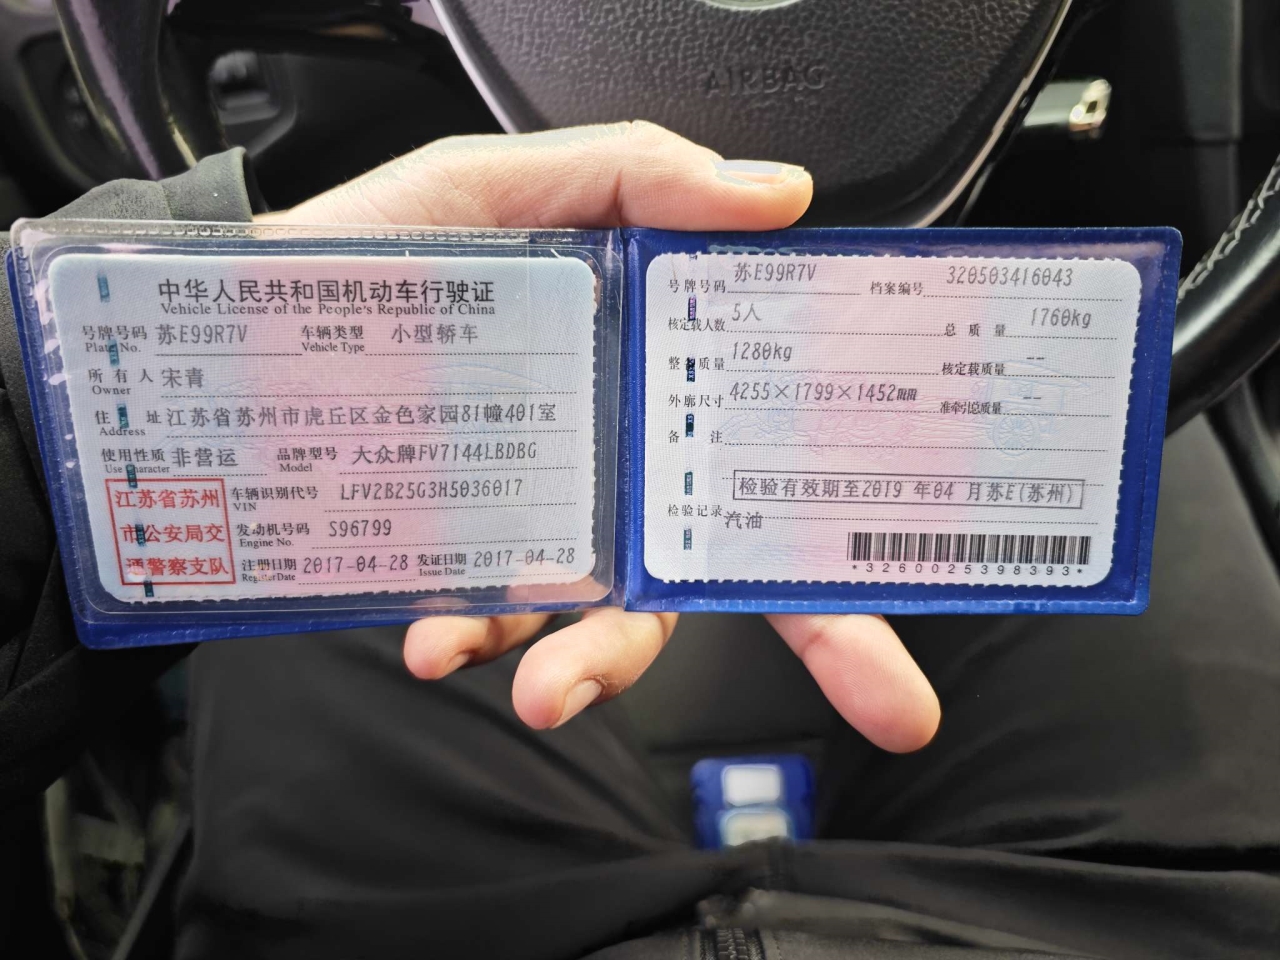 AIRBAG
中华人民共和国机动车行驶证
Vehicle License of the People's Republic of China
号牌号码 苏E99R7V 车辆类型 小型轿车
Plate No. Vehicle Type
所有人 宋青
Owner
住址 江苏省苏州市虎丘区金色家园81幢401室
Address
使用性质 非营运 品牌型号 大众牌FV7144LBDBG
Use Character Model
江苏省苏州
市公安局交
通警察支队
车辆识别代号 LFV2B25G3H5036017
VIN
发动机号码 S96799
Engine No.
注册日期 2017-04-28 发证日期 2017-04-28
Register Date Issue Date
号牌号码 苏E99R7V 档案编号 320503416043
核定载人数 5人 总质量 1760kg
整备质量 1280kg 核定载质量 --
外廓尺寸 4255×1799×1452mm 准牵引总质量 --
备注
检验有效期至2019 年04 月苏E(苏州)
检验记录 汽油
*3260025398393*